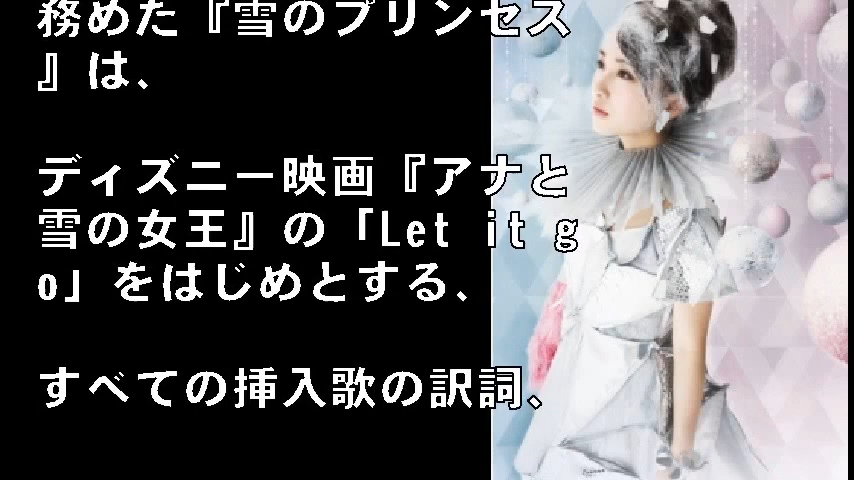 務めた『雪のプリンセス
』は、
ディズニー映画『アナと
雪の女王』の「Let it g
o」をはじめとする、
すべての挿入歌の訳詞、